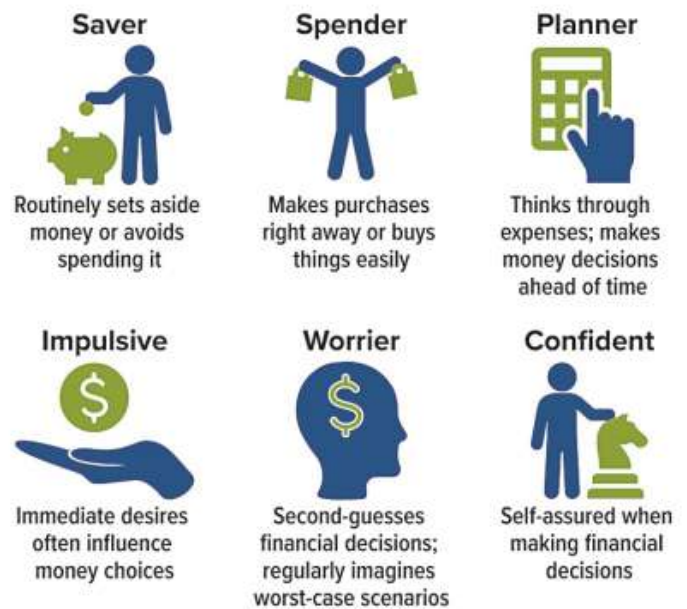 Saver
Routinely sets aside
money or avoids
spending it
Spender
Makes purchases
right away or buys
things easily
Planner
Thinks through
expenses; makes
money decisions
ahead of time
Impulsive
$
Immediate desires
often influence
money choices
Worrier
$
Second-guesses
financial decisions;
regularly imagines
worst-case scenarios
Confident
Self-assured when
making financial
decisions